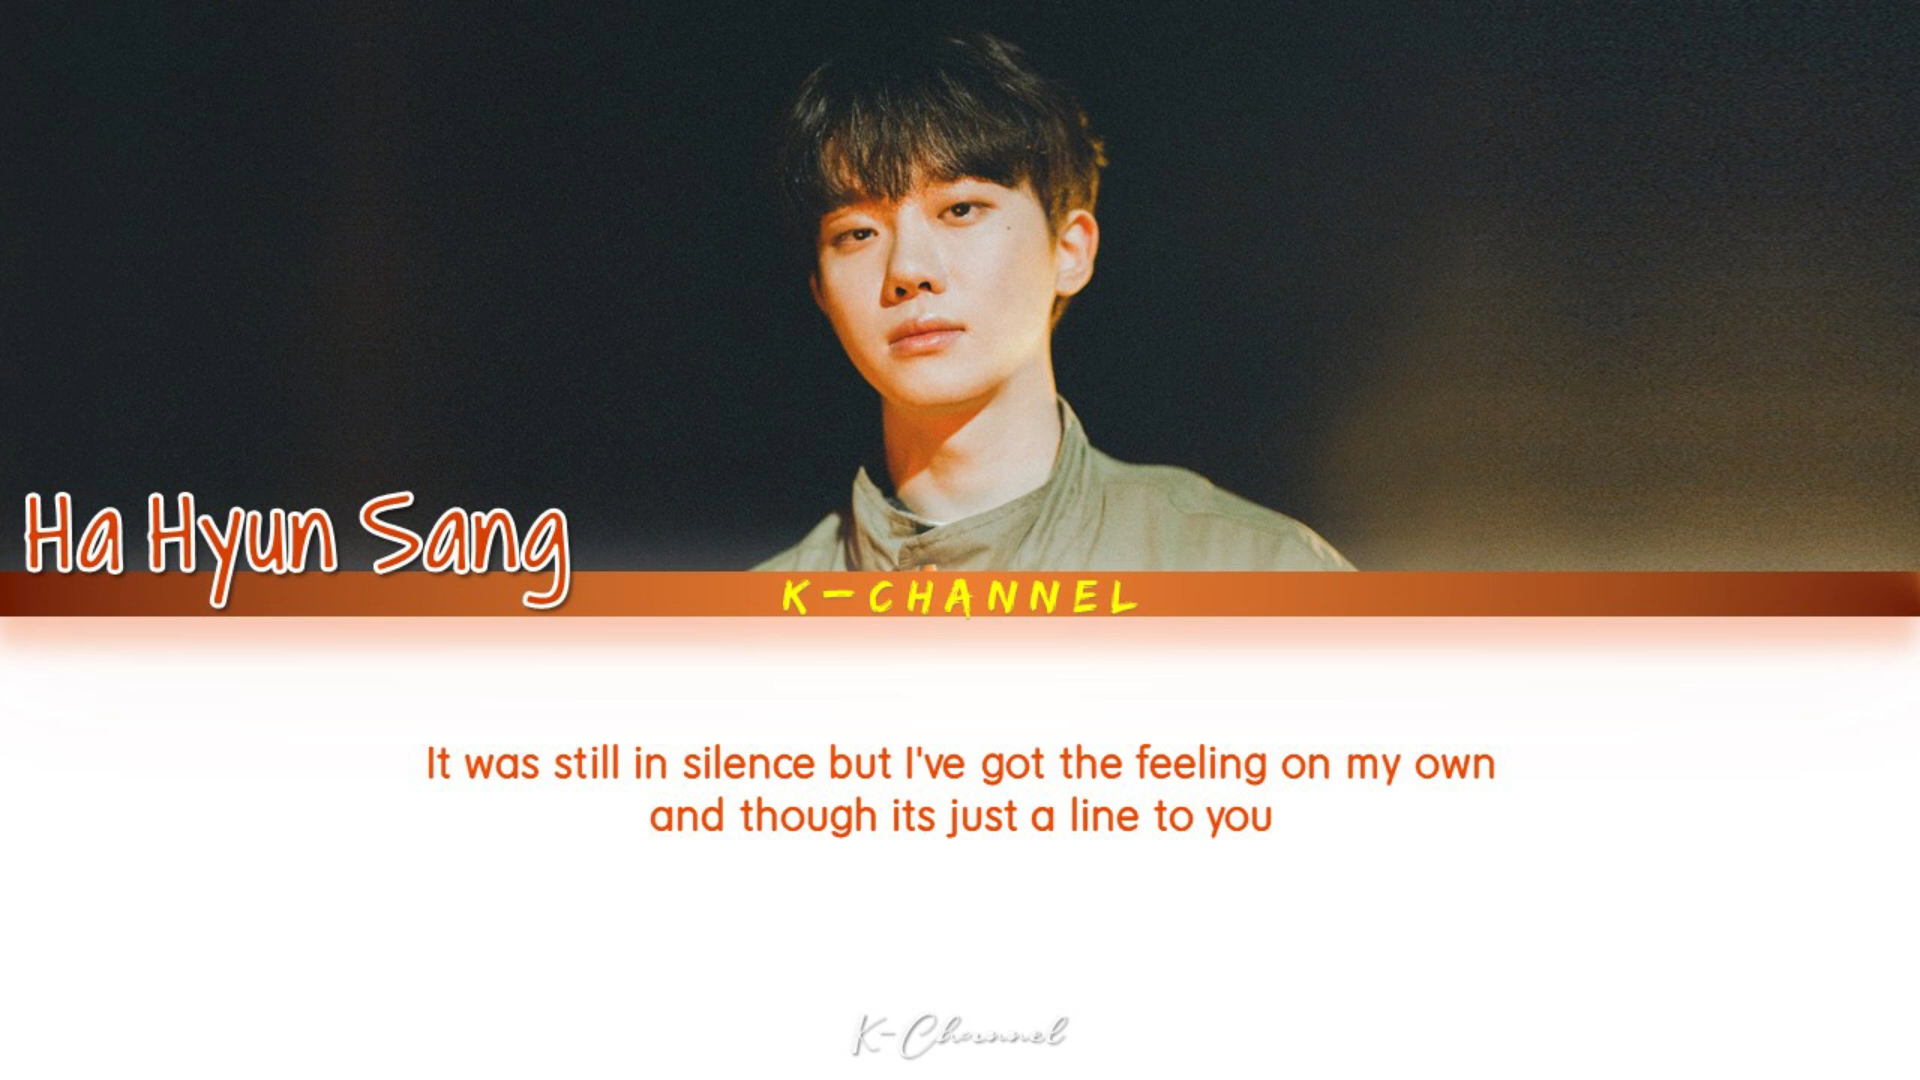 Ha Hyun Sang
K-CHANNEL
It was still in silence but I've got the feeling on my own
and though its just a line to you
K-Channel